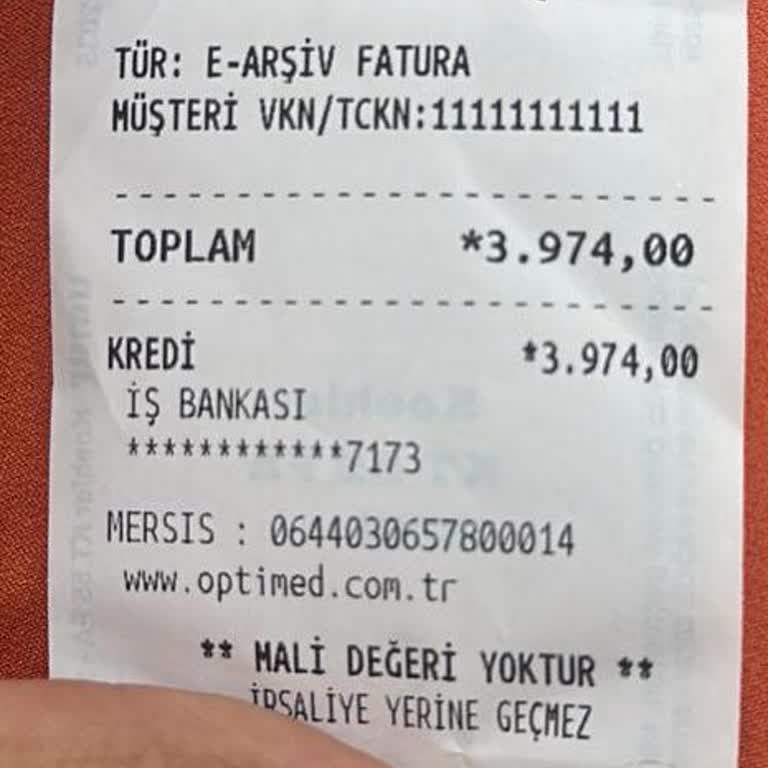 TÜR: E-ARŞİV FATURA
MÜŞTERİ VKN/TCKN:11111111111
TOPLAM *3.974,00
KREDİ *3.974,00
İŞ BANKASI
************7173
MERSIS : 0644030657800014
www.optimed.com.tr
** MALİ DEĞERİ YOKTUR **
İRSALİYE YERİNE GEÇMEZ